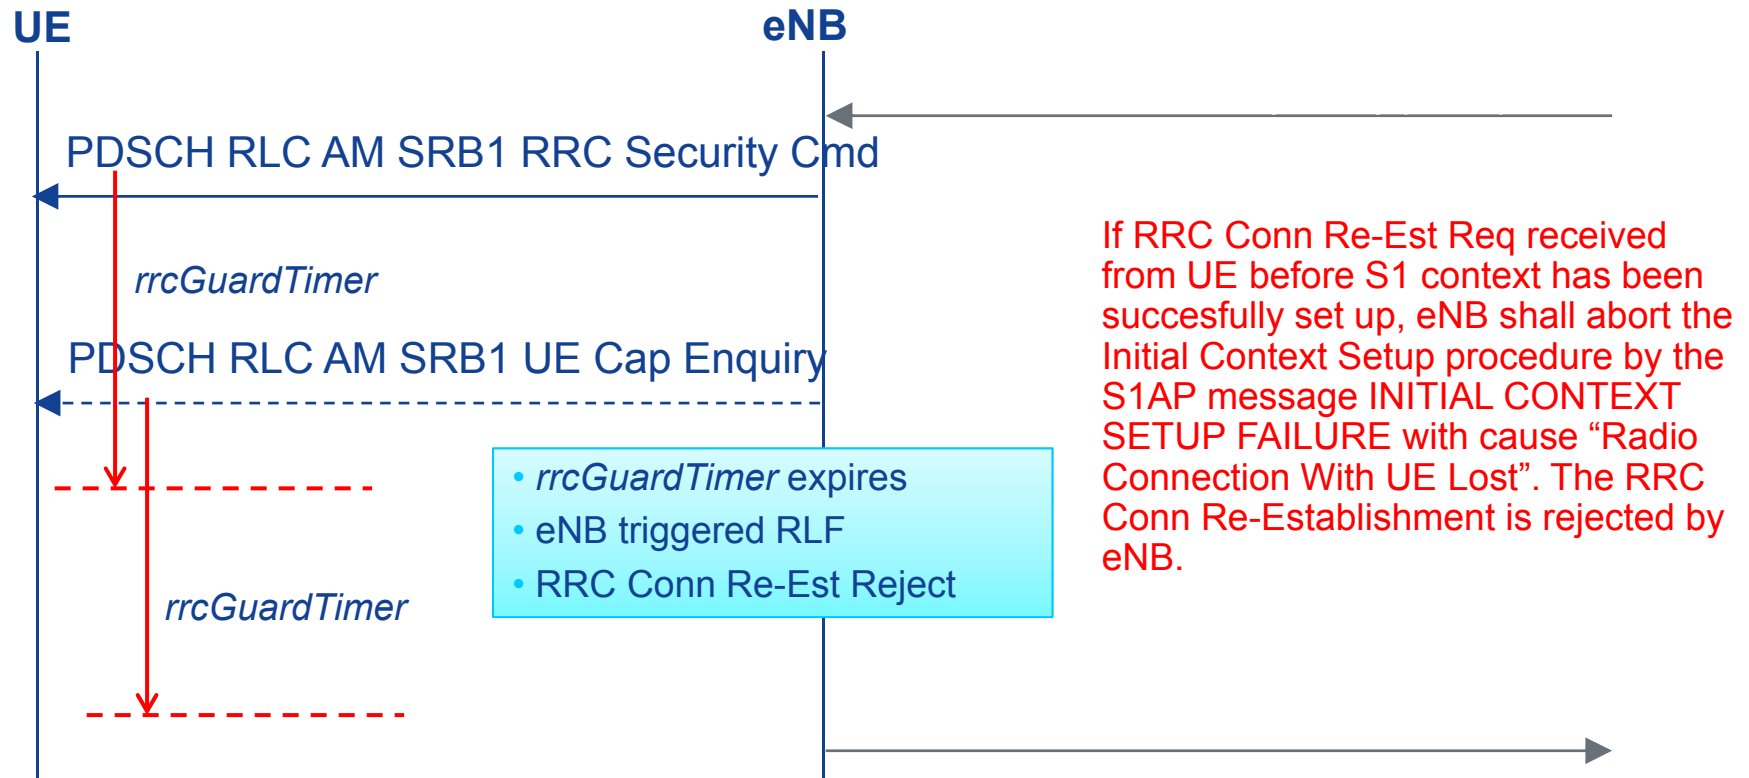 UE
eNB
PDSCH RLC AM SRB1 RRC Security Cmd
rrcGuardTimer
PDSCH RLC AM SRB1 UE Cap Enquiry
• rrcGuardTimer expires
• eNB triggered RLF
• RRC Conn Re-Est Reject
rrcGuardTimer
If RRC Conn Re-Est Req received
from UE before S1 context has been
succesfully set up, eNB shall abort the
Initial Context Setup procedure by the
S1AP message INITIAL CONTEXT
SETUP FAILURE with cause “Radio
Connection With UE Lost”. The RRC
Conn Re-Establishment is rejected by
eNB.